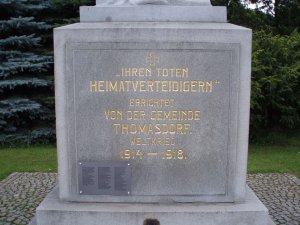 „IHREN TOTEN
HEIMATVERTEIDIGERN"
ERRICHTET
VON DER GEMEINDE
THOMASDORF.
WELTKRIEG
1914 — 1918.